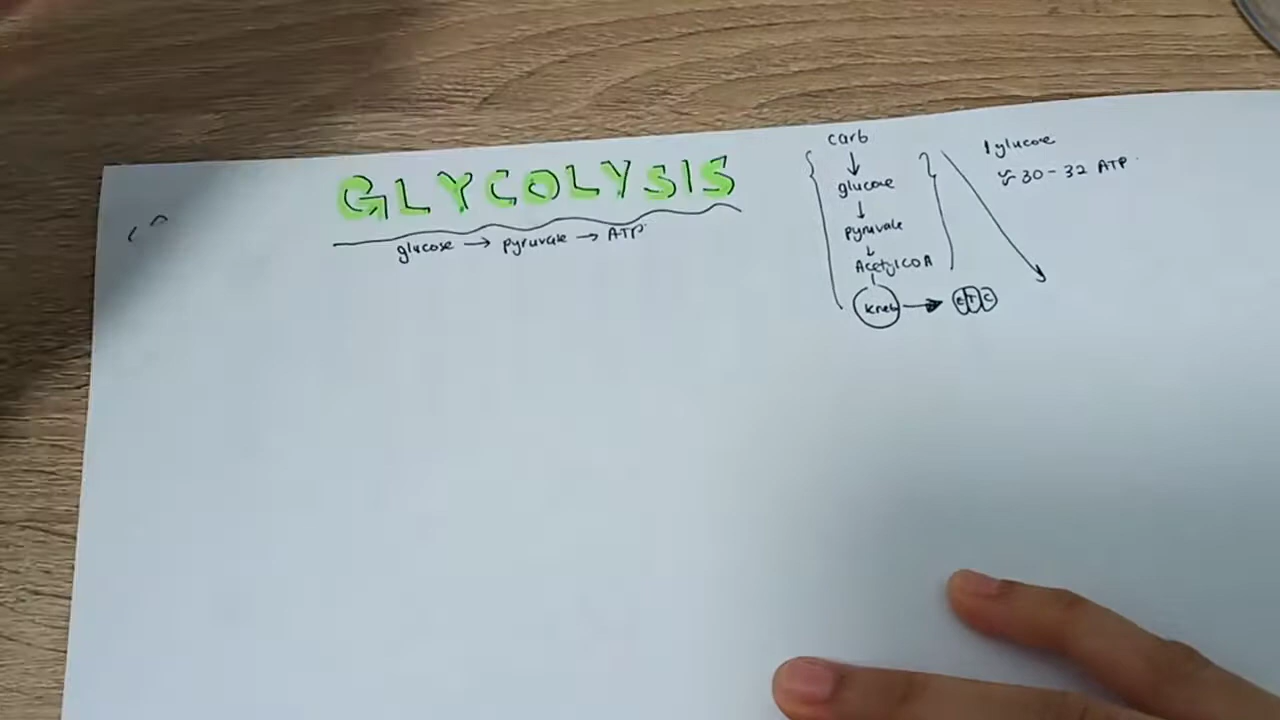 GLYCOLYSIS
glucose → pyruvate → ATP
carb
↓
glucose
↓
pyruvate
↓
Acetyl COA
kreb → ETC
1 glucose
≈ 30 - 32 ATP